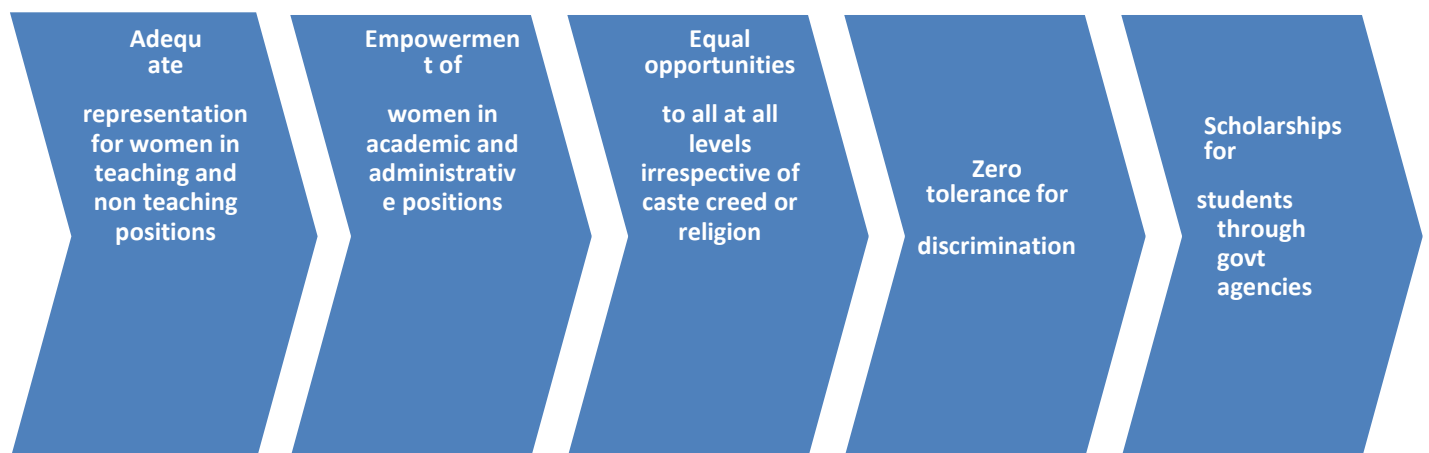 Adequ
ate
representation
for women in
teaching and
non teaching
positions
Empowermen
t of
women in
academic and
administrativ
e positions
Equal
opportunities
to all at all
levels
irrespective of
caste creed or
religion
Zero
tolerance for
discrimination
Scholarships
for
students
through
govt
agencies